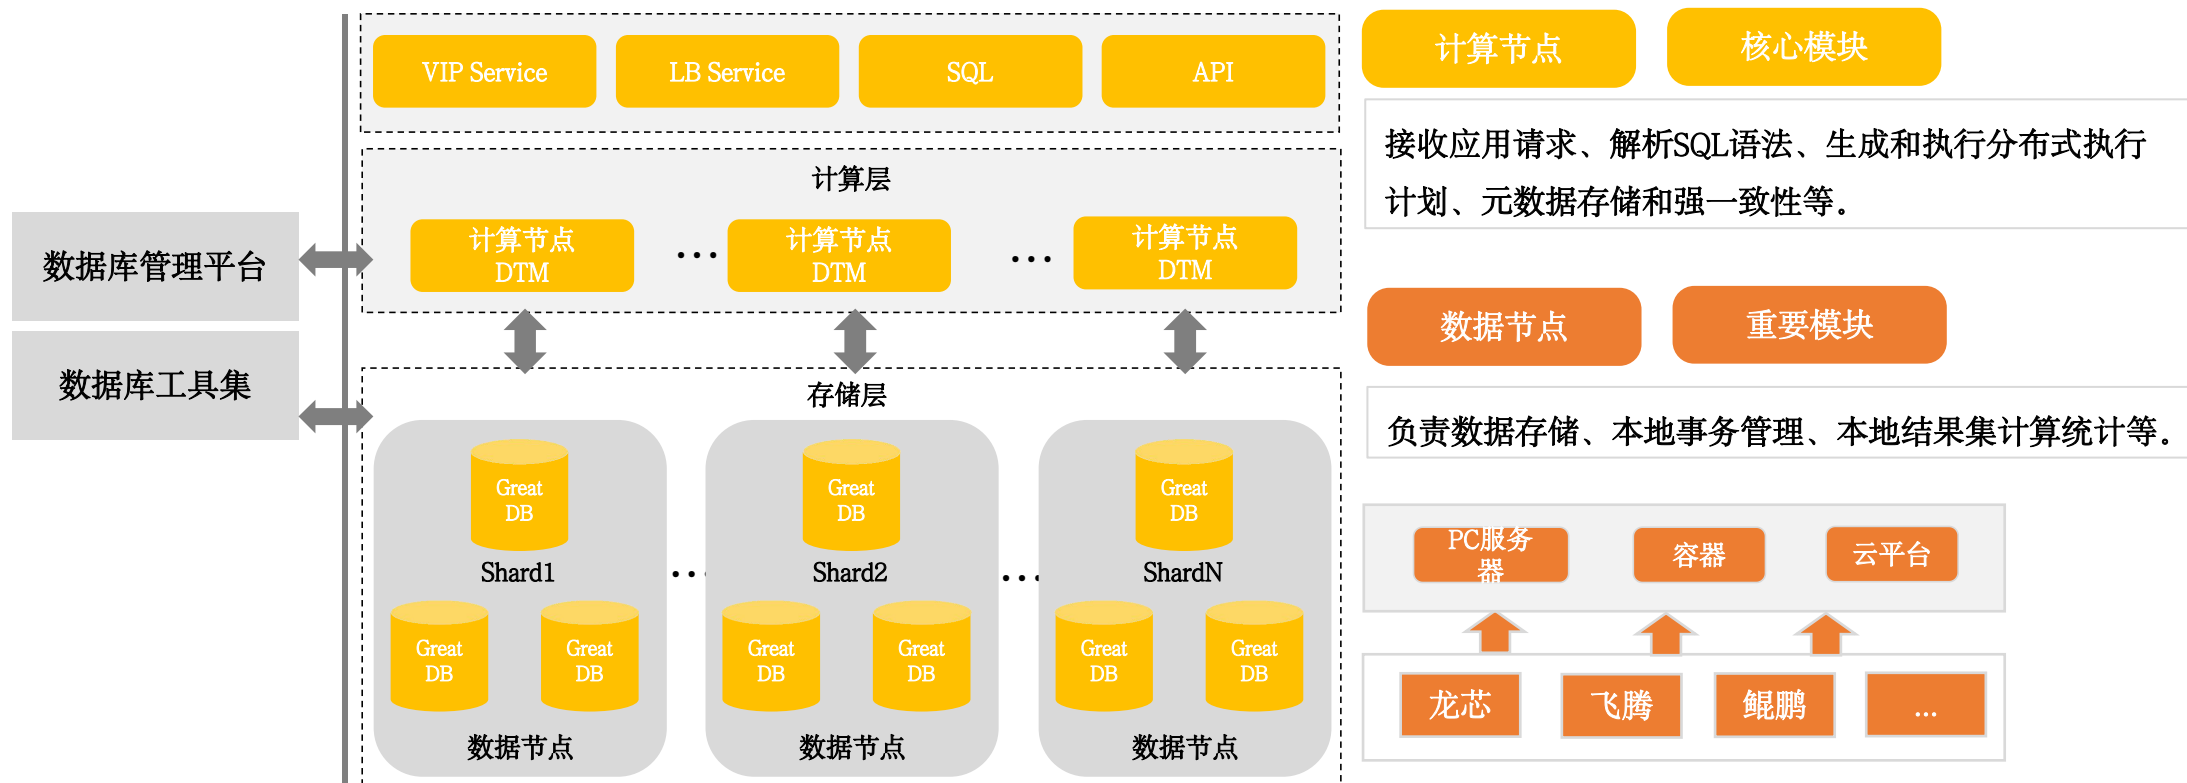 VIP Service
LB Service
SQL
API
计算层
计算节点
DTM
...
计算节点
DTM
...
计算节点
DTM
数据库管理平台
数据库工具集
存储层
Great
DB
Shard1
Great
DB
Great
DB
数据节点
...
Great
DB
Shard2
Great
DB
Great
DB
数据节点
...
Great
DB
ShardN
Great
DB
Great
DB
数据节点
计算节点
核心模块
接收应用请求、解析SQL语法、生成和执行分布式执行
计划、元数据存储和强一致性等。
数据节点
重要模块
负责数据存储、本地事务管理、本地结果集计算统计等。
PC服务
器
容器
云平台
龙芯
飞腾
鲲鹏
...